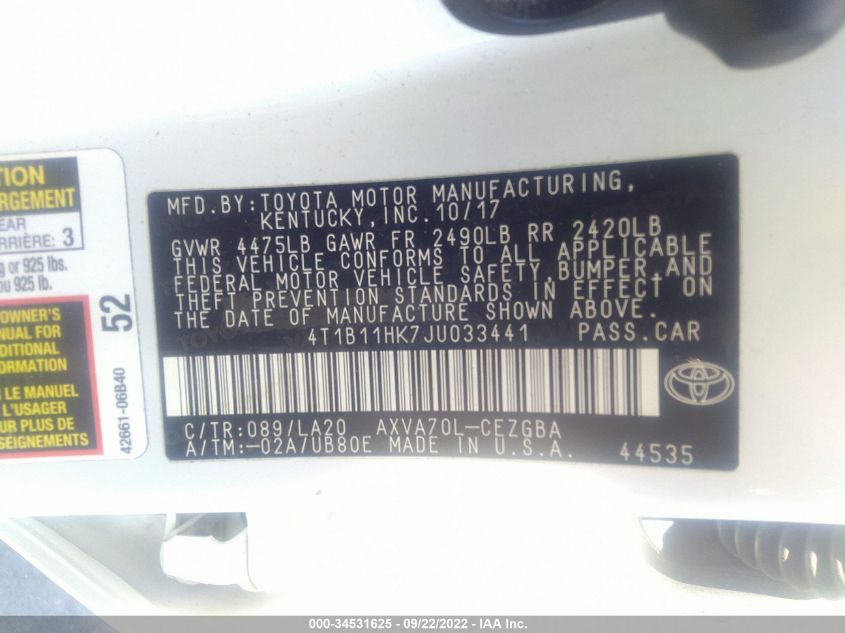 TION
RGEMENT
EAR
RRIÈRE: 3
g or 925 lbs.
ou 925 lb.
OWNER'S
NUAL FOR
DITIONAL
ORMATION
R LE MANUEL
L'USAGER
UR PLUS DE
SEIGNEMENTS
52
42661-06B40
MFD.BY:TOYOTA MOTOR MANUFACTURING,
KENTUCKY,INC.10/17
GVWR 4475LB GAWR FR 2490LB RR 2420LB
THIS VEHICLE CONFORMS TO ALL APPLICABLE
FEDERAL MOTOR VEHICLE SAFETY,BUMPER,AND
THEFT PREVENTION STANDARDS IN EFFECT ON
THE DATE OF MANUFACTURE SHOWN ABOVE.
4T1B11HK7JU033441 PASS.CAR
C/TR:089/LA20 AXVA70L-CEZGBA
A/TM:-02A/UB80E MADE IN U.S.A. 44535
000-34531625 - 09/22/2022 - IAA Inc.